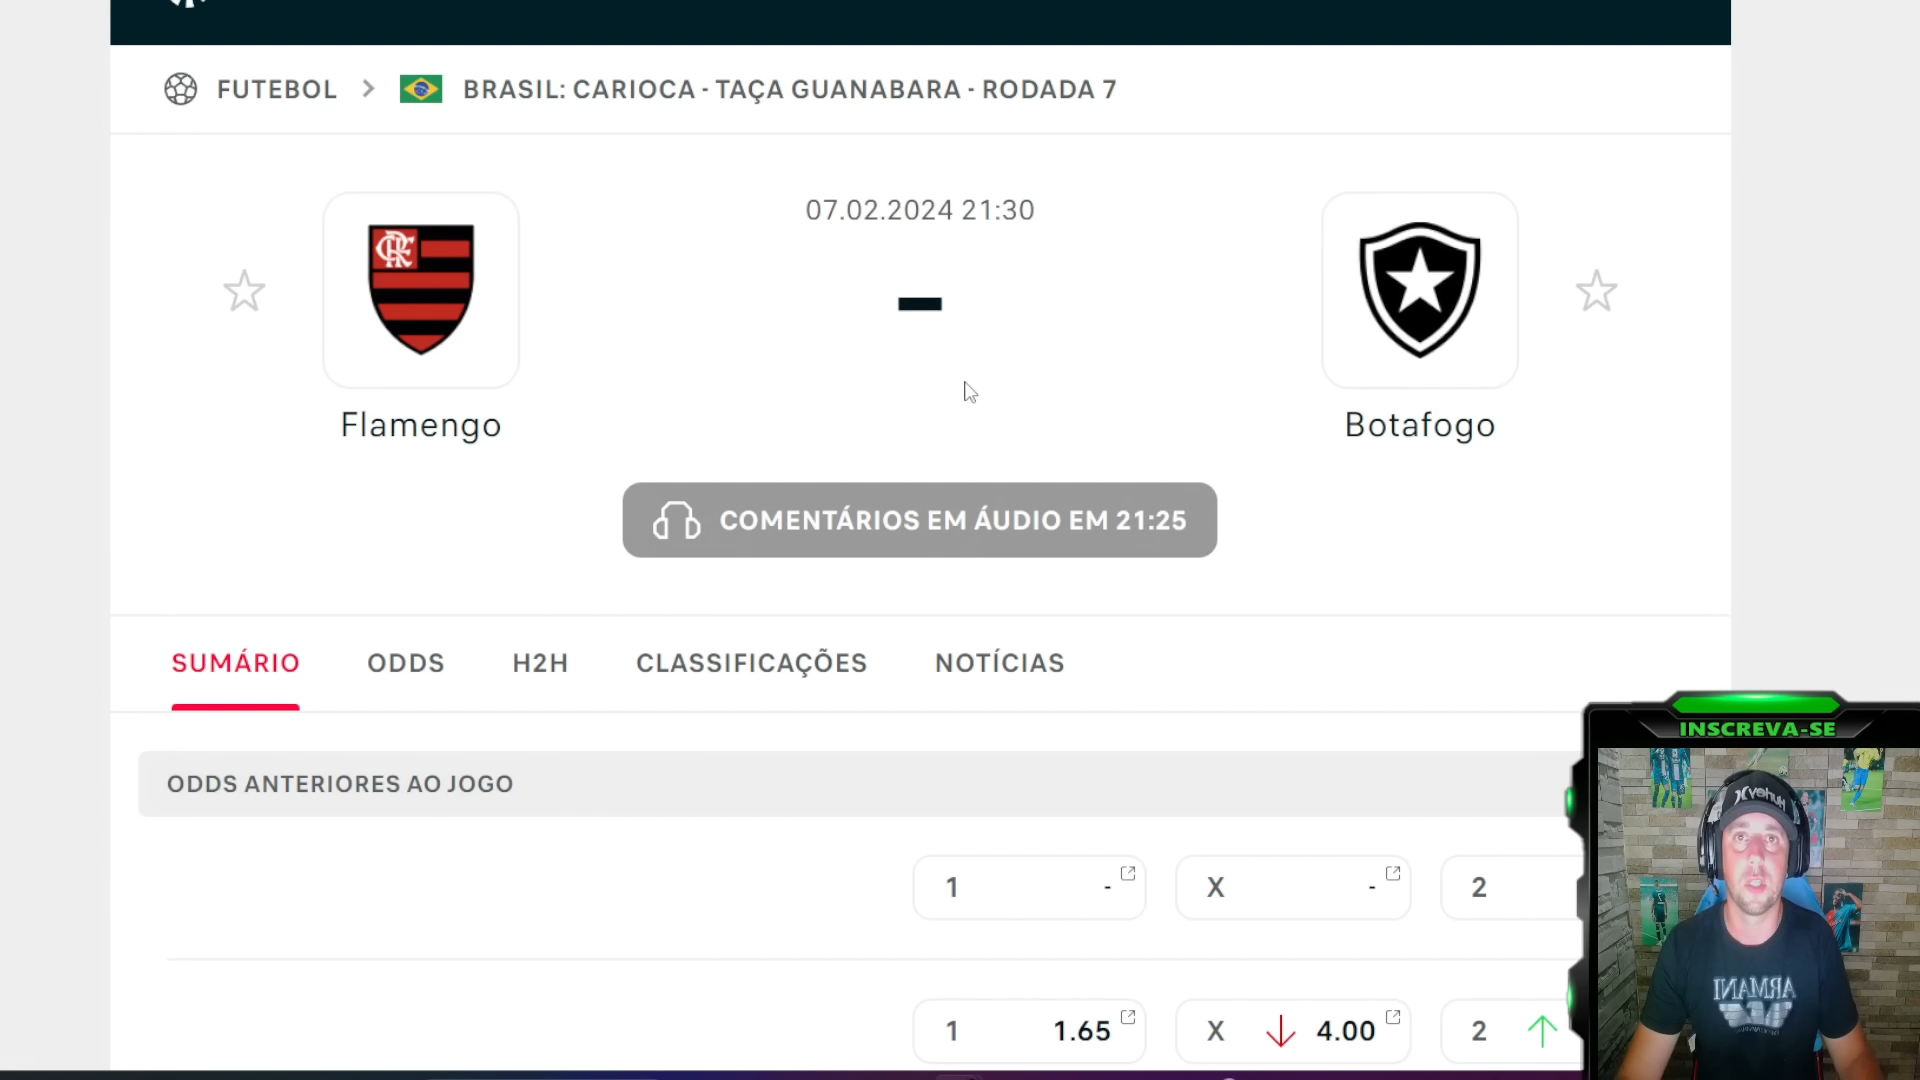 FUTEBOL > BRASIL: CARIOCA - TAÇA GUANABARA - RODADA 7
07.02.2024 21:30
CRF
Flamengo
-
Botafogo
COMENTÁRIOS EM ÁUDIO EM 21:25
SUMÁRIO ODDS H2H CLASSIFICAÇÕES NOTÍCIAS
ODDS ANTERIORES AO JOGO
1 - X - 2
1 1.65 X 4.00 2
INSCREVA-SE
ARMANI